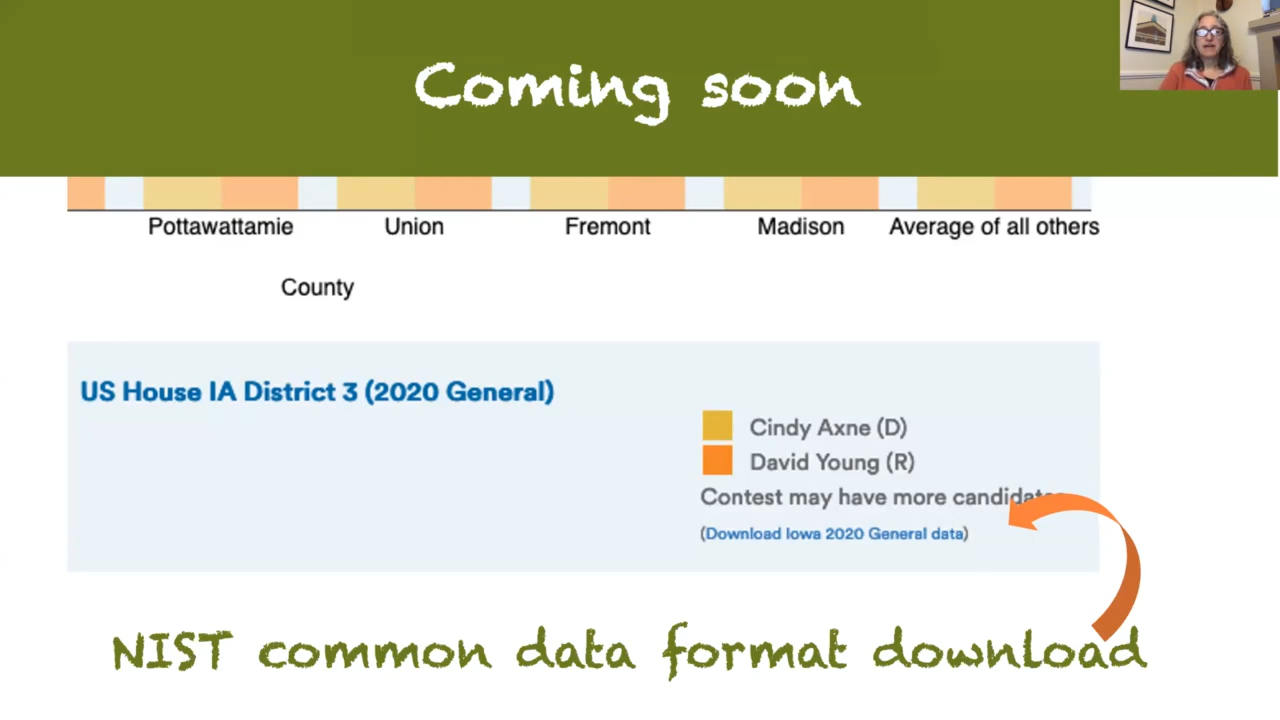 Coming soon
Pottawattamie Union Fremont Madison Average of all others
County
US House IA District 3 (2020 General)
Cindy Axne (D)
David Young (R)
Contest may have more candidates
(Download Iowa 2020 General data)
NIST common data format download